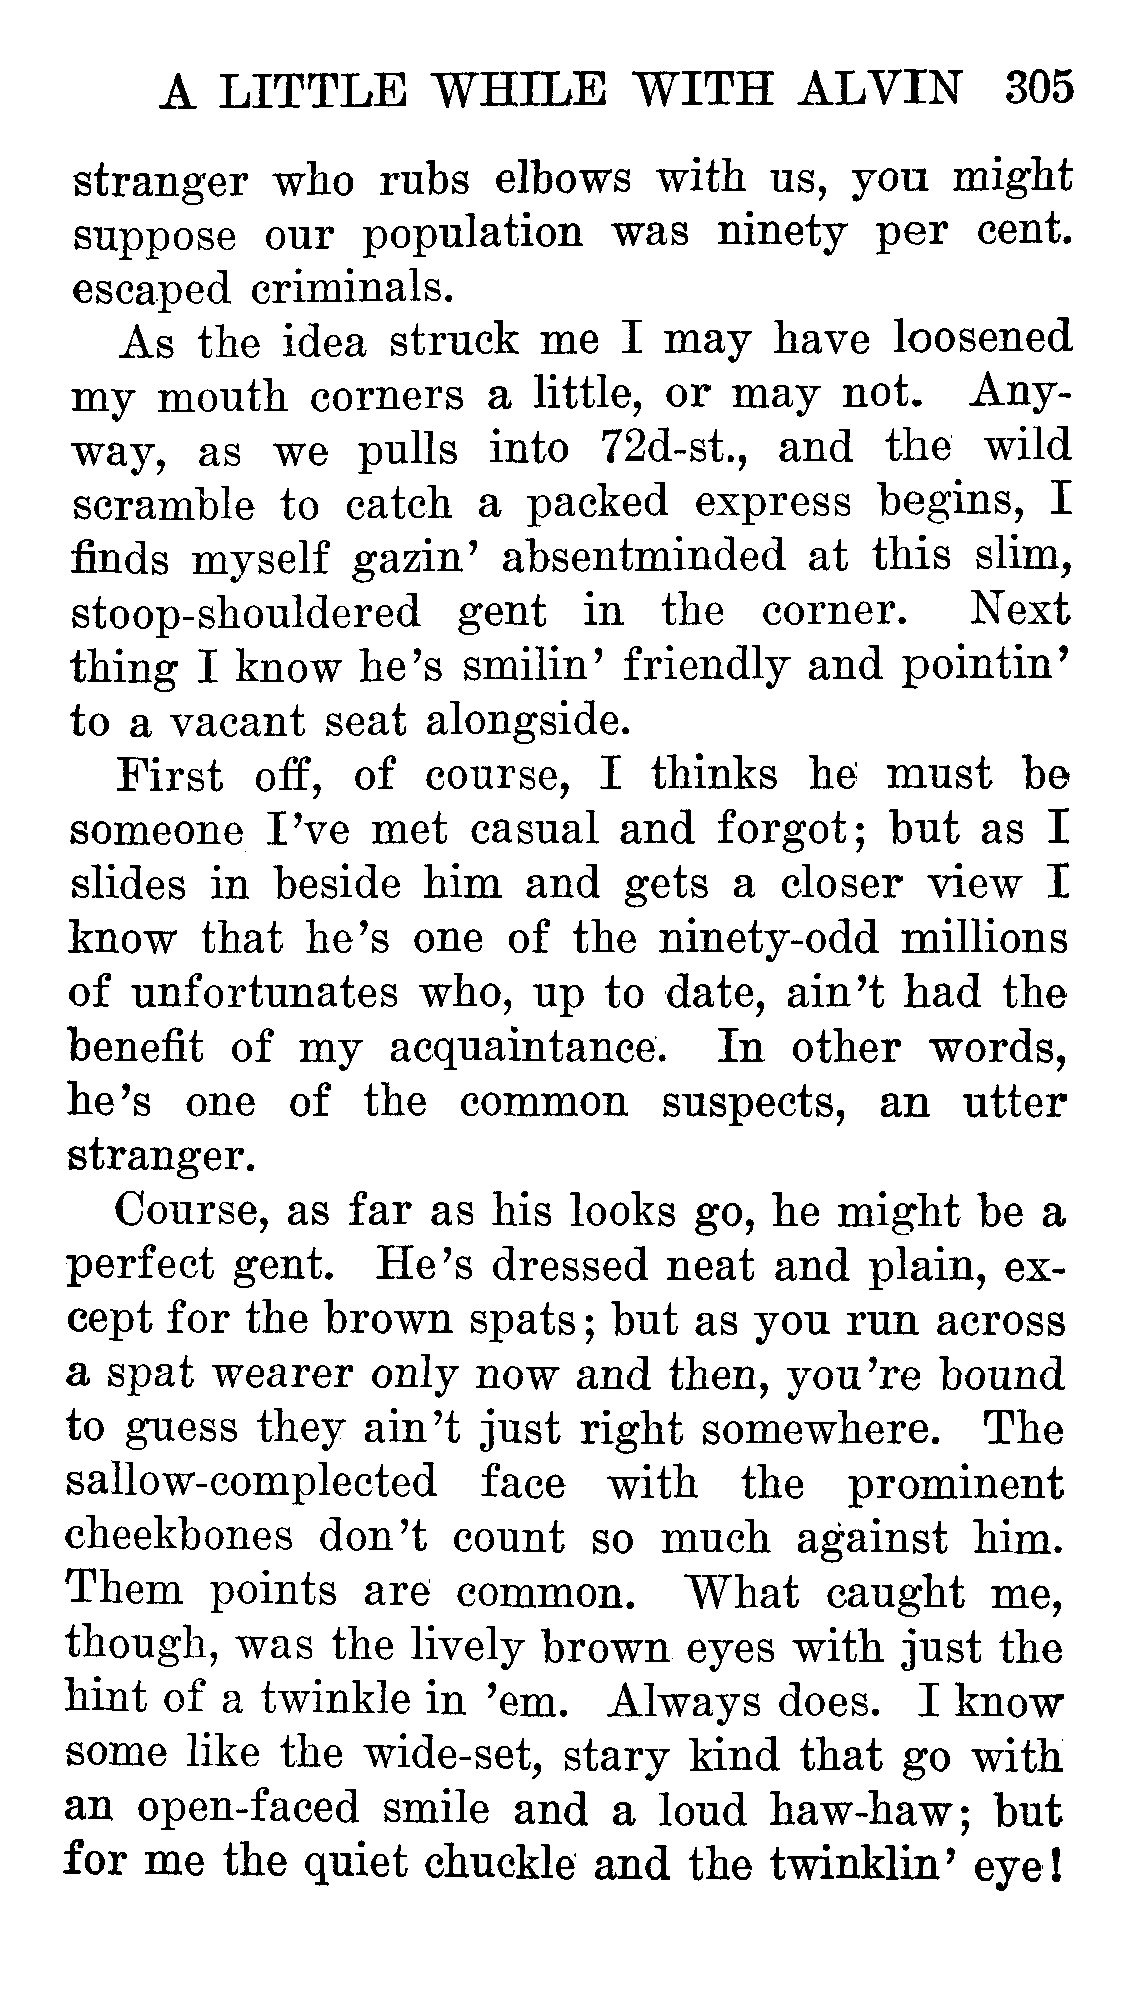 A LITTLE WHILE WITH ALVIN 305
stranger who rubs elbows with us, you might
suppose our population was ninety per cent.
escaped criminals.
As the idea struck me I may have loosened
my mouth corners a little, or may not. Any-
way, as we pulls into 72d-st., and the wild
scramble to catch a packed express begins, I
finds myself gazin' absentminded at this slim,
stoop-shouldered gent in the corner. Next
thing I know he's smilin' friendly and pointin'
to a vacant seat alongside.
First off, of course, I thinks he must be
someone I've met casual and forgot; but as I
slides in beside him and gets a closer view I
know that he's one of the ninety-odd millions
of unfortunates who, up to date, ain't had the
benefit of my acquaintance. In other words,
he's one of the common suspects, an utter
stranger.
Course, as far as his looks go, he might be a
perfect gent. He's dressed neat and plain, ex-
cept for the brown spats; but as you run across
a spat wearer only now and then, you're bound
to guess they ain't just right somewhere. The
sallow-complected face with the prominent
cheekbones don't count so much against him.
Them points are common. What caught me,
though, was the lively brown eyes with just the
hint of a twinkle in 'em. Always does. I know
some like the wide-set, stary kind that go with
an open-faced smile and a loud haw-haw; but
for me the quiet chuckle and the twinklin' eye!